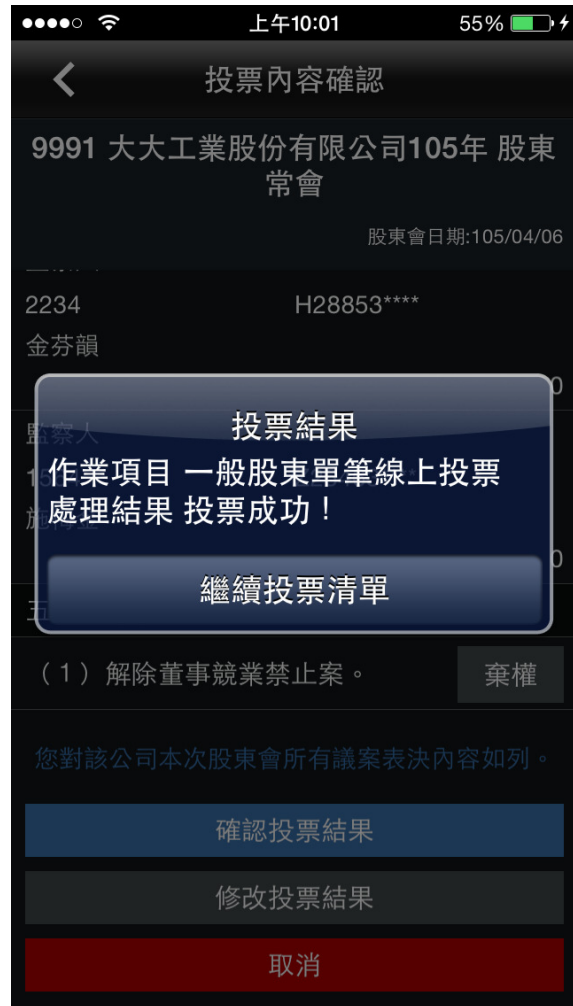 上午10:01
55%
投票內容確認
9991 大大工業股份有限公司105年 股東
常會
股東會日期:105/04/06
2234 H28853****
金芬韻
0
監察人
投票結果
作業項目 一般股東單筆線上投票
處理結果 投票成功！
0
繼續投票清單
五
（1）解除董事競業禁止案。 棄權
您對該公司本次股東會所有議案表決內容如列。
確認投票結果
修改投票結果
取消